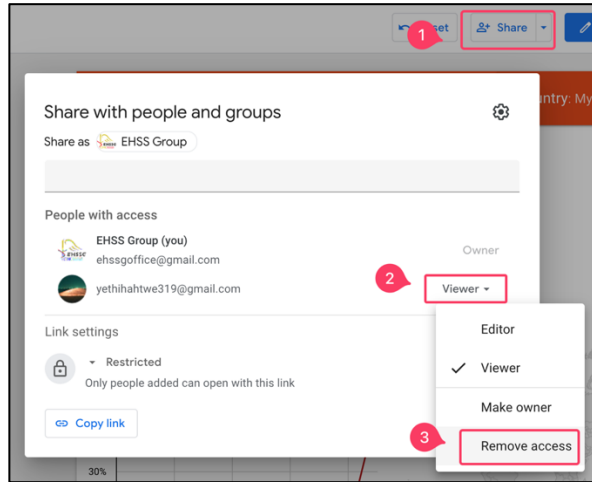 1
Share
Share with people and groups
Share as EHSS Group
People with access
EHSS Group (you)
ehssgoffice@gmail.com
Owner
yethihahtwe319@gmail.com
2
Viewer
Editor
Viewer
Make owner
3
Remove access
Link settings
Restricted
Only people added can open with this link
Copy link
30%